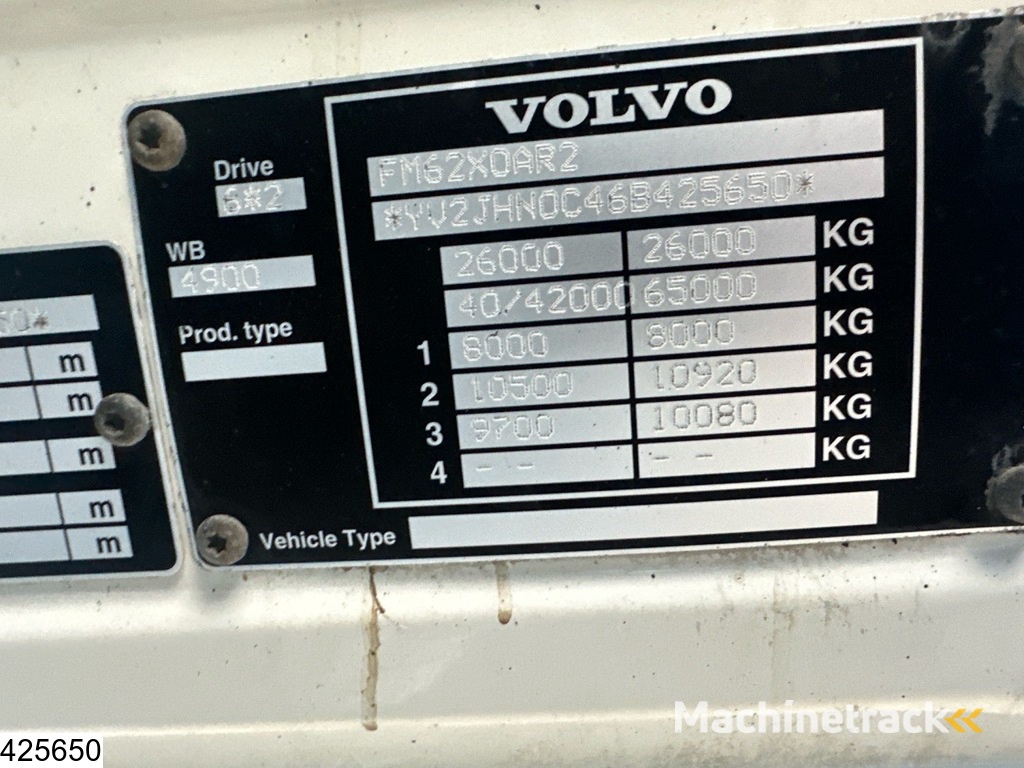 VOLVO
Drive
6*2
FM62X0AR2
*YV2JHN0C46B425650*
WB
4900
26000 26000 KG
40/42000 65000 KG
Prod. type
1 8000 8000 KG
2 10500 10920 KG
3 9700 10080 KG
4 - - - - KG
Vehicle Type
50*
m
m
m
m
m
Machinetrack
425650